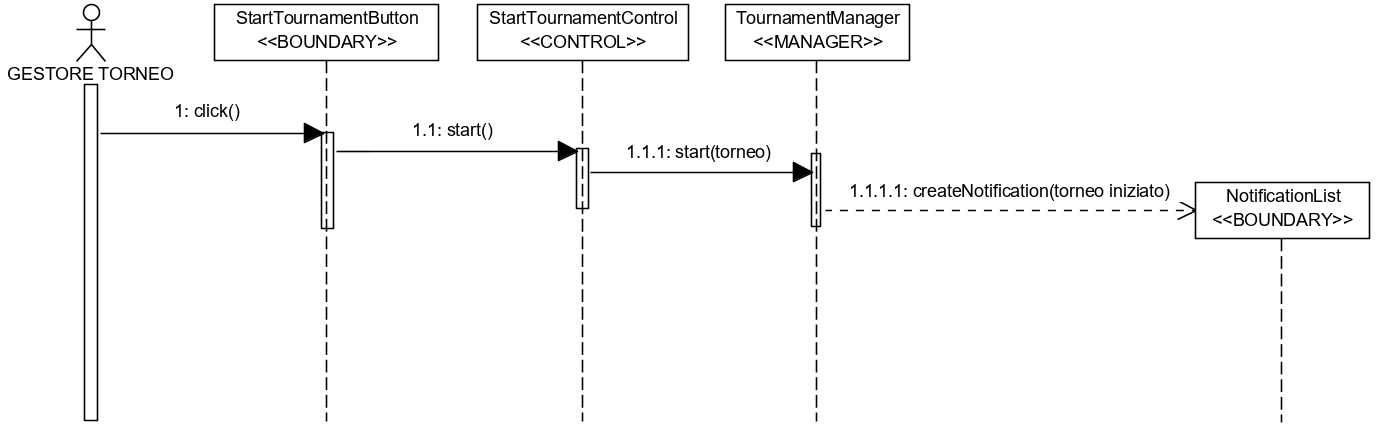 StartTournamentButton
<<BOUNDARY>>
StartTournamentControl
<<CONTROL>>
TournamentManager
<<MANAGER>>
GESTORE TORNEO
1: click()
1.1: start()
1.1.1: start(torneo)
1.1.1.1: createNotification(torneo iniziato)
NotificationList
<<BOUNDARY>>